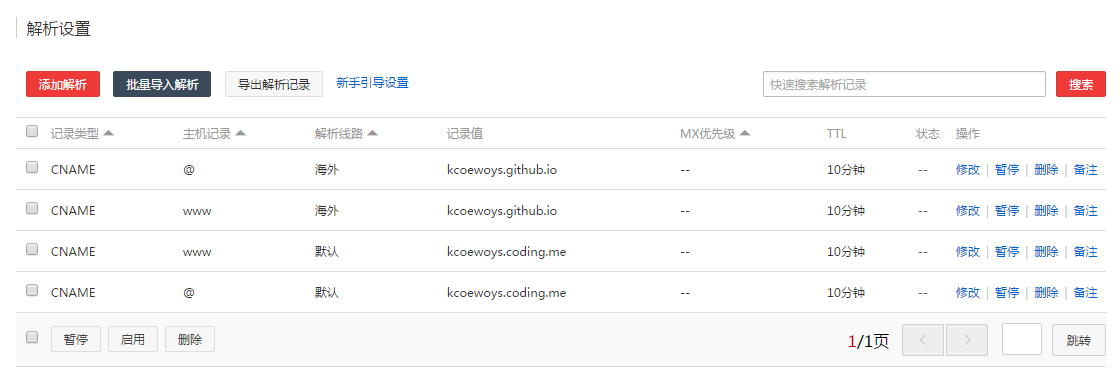 解析设置
添加解析 批量导入解析 导出解析记录 新手引导设置 快速搜索解析记录 搜索
记录类型 主机记录 解析线路 记录值 MX优先级 TTL 状态 操作
CNAME @ 海外 kcoewoys.github.io -- 10分钟 -- 修改 | 暂停 | 删除 | 备注
CNAME www 海外 kcoewoys.github.io -- 10分钟 -- 修改 | 暂停 | 删除 | 备注
CNAME www 默认 kcoewoys.coding.me -- 10分钟 -- 修改 | 暂停 | 删除 | 备注
CNAME @ 默认 kcoewoys.coding.me -- 10分钟 -- 修改 | 暂停 | 删除 | 备注
暂停 启用 删除 1/1页 跳转